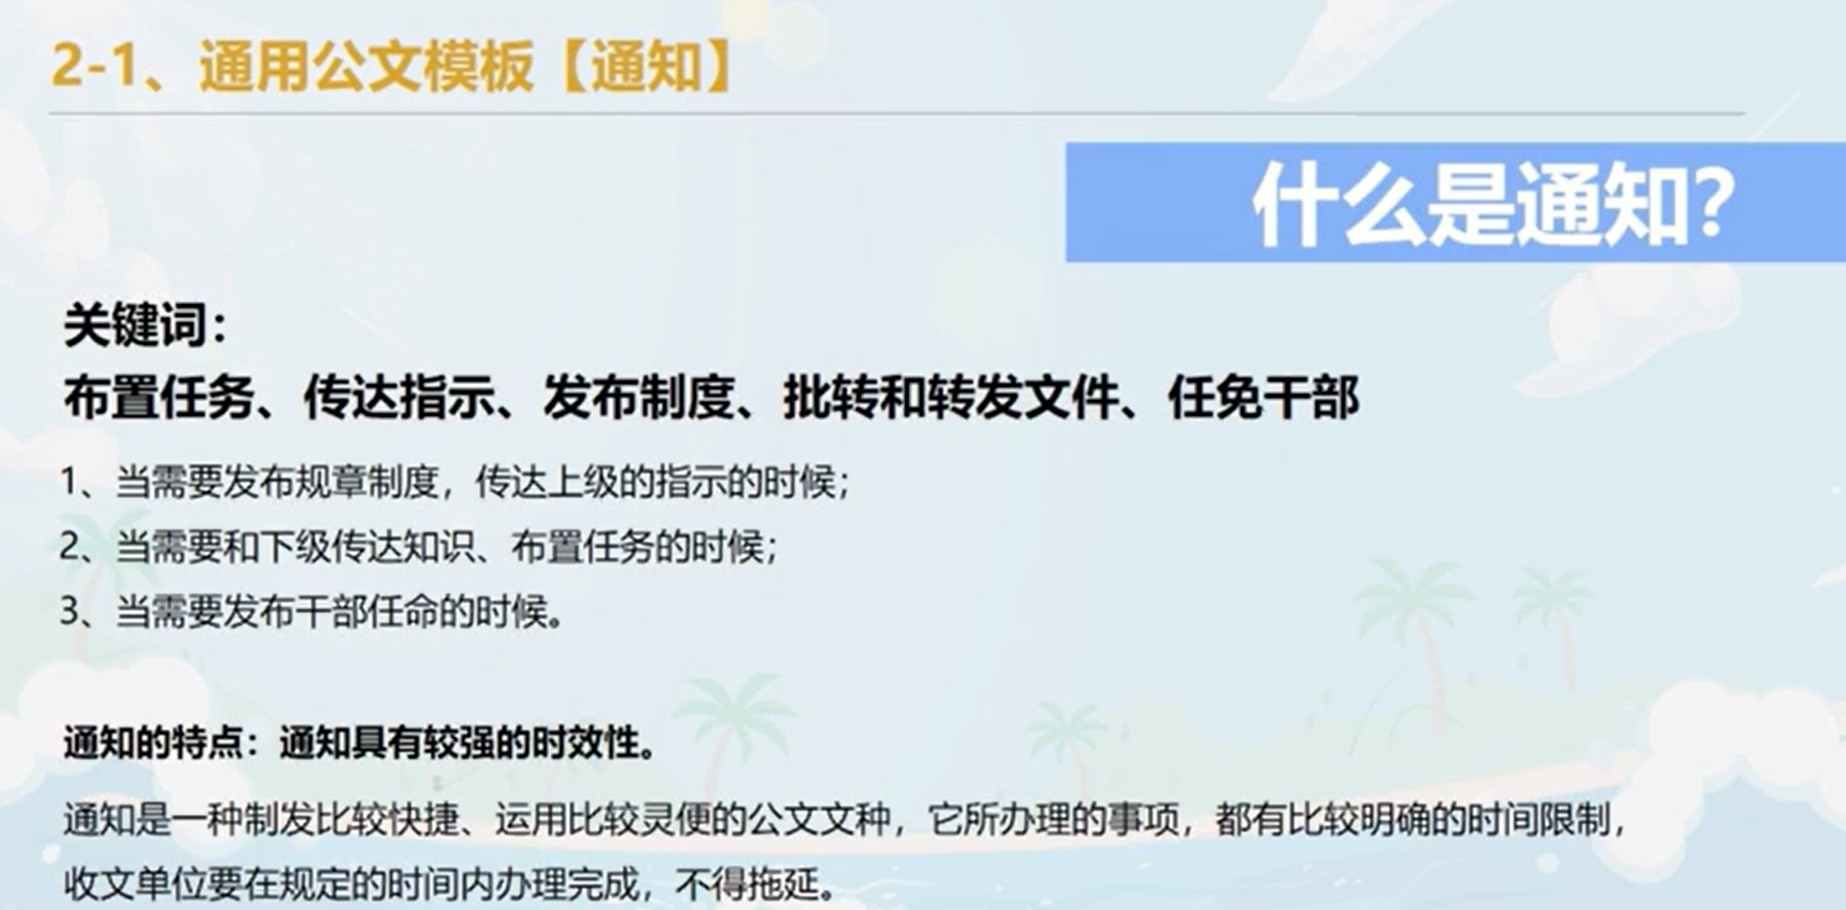 2-1、通用公文模板【通知】
什么是通知？
关键词：
布置任务、传达指示、发布制度、批转和转发文件、任免干部
1、当需要发布规章制度，传达上级的指示的时候；
2、当需要和下级传达知识、布置任务的时候；
3、当需要发布干部任命的时候。
通知的特点：通知具有较强的时效性。
通知是一种制发比较快捷、运用比较灵便的公文文种，它所办理的事项，都有比较明确的时间限制，
收文单位要在规定的时间内办理完成，不得拖延。